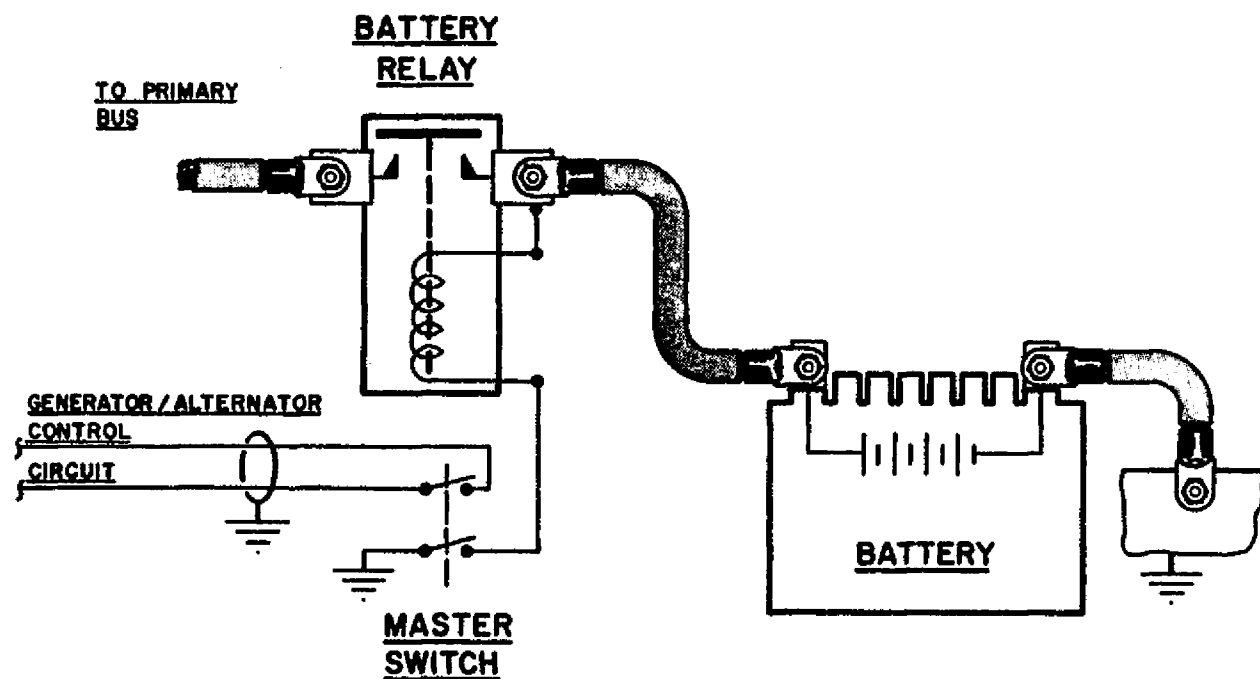 BATTERY
RELAY
TO PRIMARY
BUS
GENERATOR/ALTERNATOR
CONTROL
CIRCUIT
BATTERY
MASTER
SWITCH